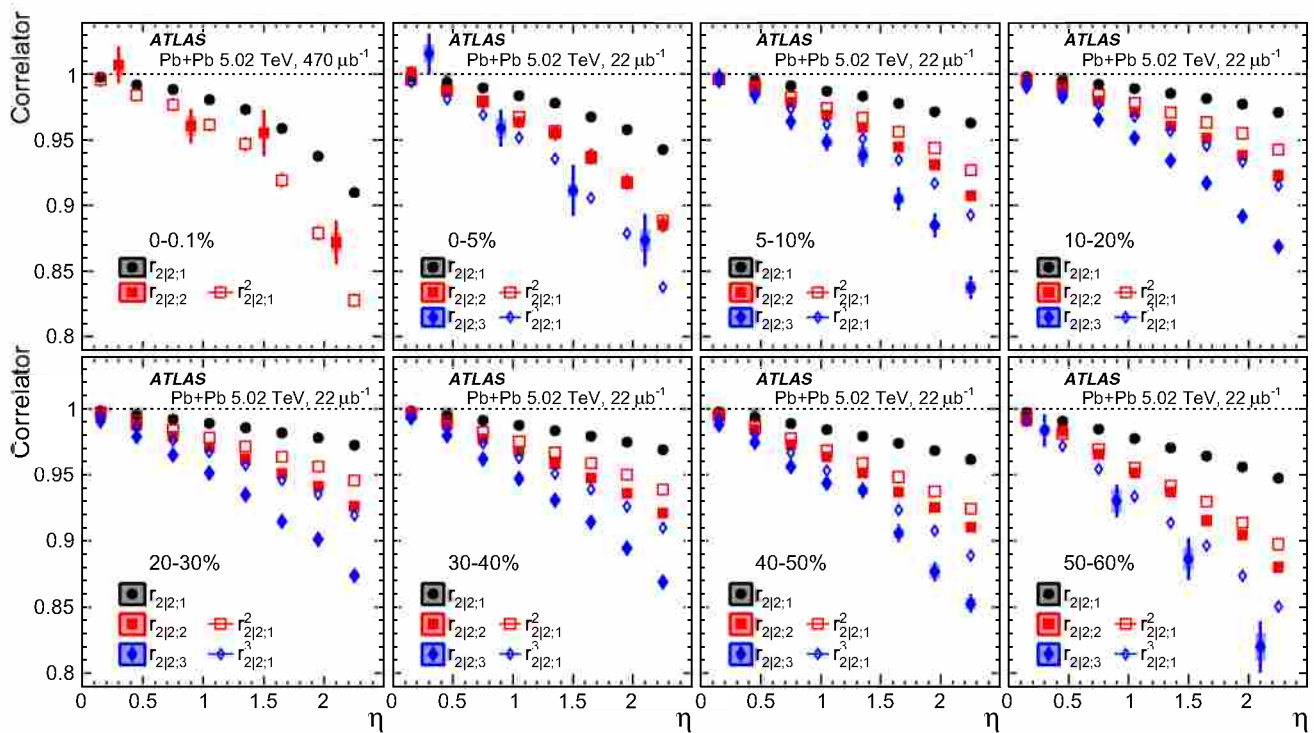 Correlator
ATLAS
Pb+Pb 5.02 TeV, 470 μb⁻¹
1
0.95
0.9
0.85
0.8
0-0.1%
r2|2;1
r2|2;2 r²2|2;1
ATLAS
Pb+Pb 5.02 TeV, 22 μb⁻¹
0-5%
r2|2;1
r2|2;2 r²2|2;1
r2|2;3 r³2|2;1
ATLAS
Pb+Pb 5.02 TeV, 22 μb⁻¹
5-10%
r2|2;1
r2|2;2 r²2|2;1
r2|2;3 r³2|2;1
ATLAS
Pb+Pb 5.02 TeV, 22 μb⁻¹
10-20%
r2|2;1
r2|2;2 r²2|2;1
r2|2;3 r³2|2;1
Correlator
ATLAS
Pb+Pb 5.02 TeV, 22 μb⁻¹
1
0.95
0.9
0.85
0.8
20-30%
r2|2;1
r2|2;2 r²2|2;1
r2|2;3 r³2|2;1
0 0.5 1 1.5 2
η
ATLAS
Pb+Pb 5.02 TeV, 22 μb⁻¹
30-40%
r2|2;1
r2|2;2 r²2|2;1
r2|2;3 r³2|2;1
0 0.5 1 1.5 2
η
ATLAS
Pb+Pb 5.02 TeV, 22 μb⁻¹
40-50%
r2|2;1
r2|2;2 r²2|2;1
r2|2;3 r³2|2;1
0 0.5 1 1.5 2
η
ATLAS
Pb+Pb 5.02 TeV, 22 μb⁻¹
50-60%
r2|2;1
r2|2;2 r²2|2;1
r2|2;3 r³2|2;1
0 0.5 1 1.5 2
η